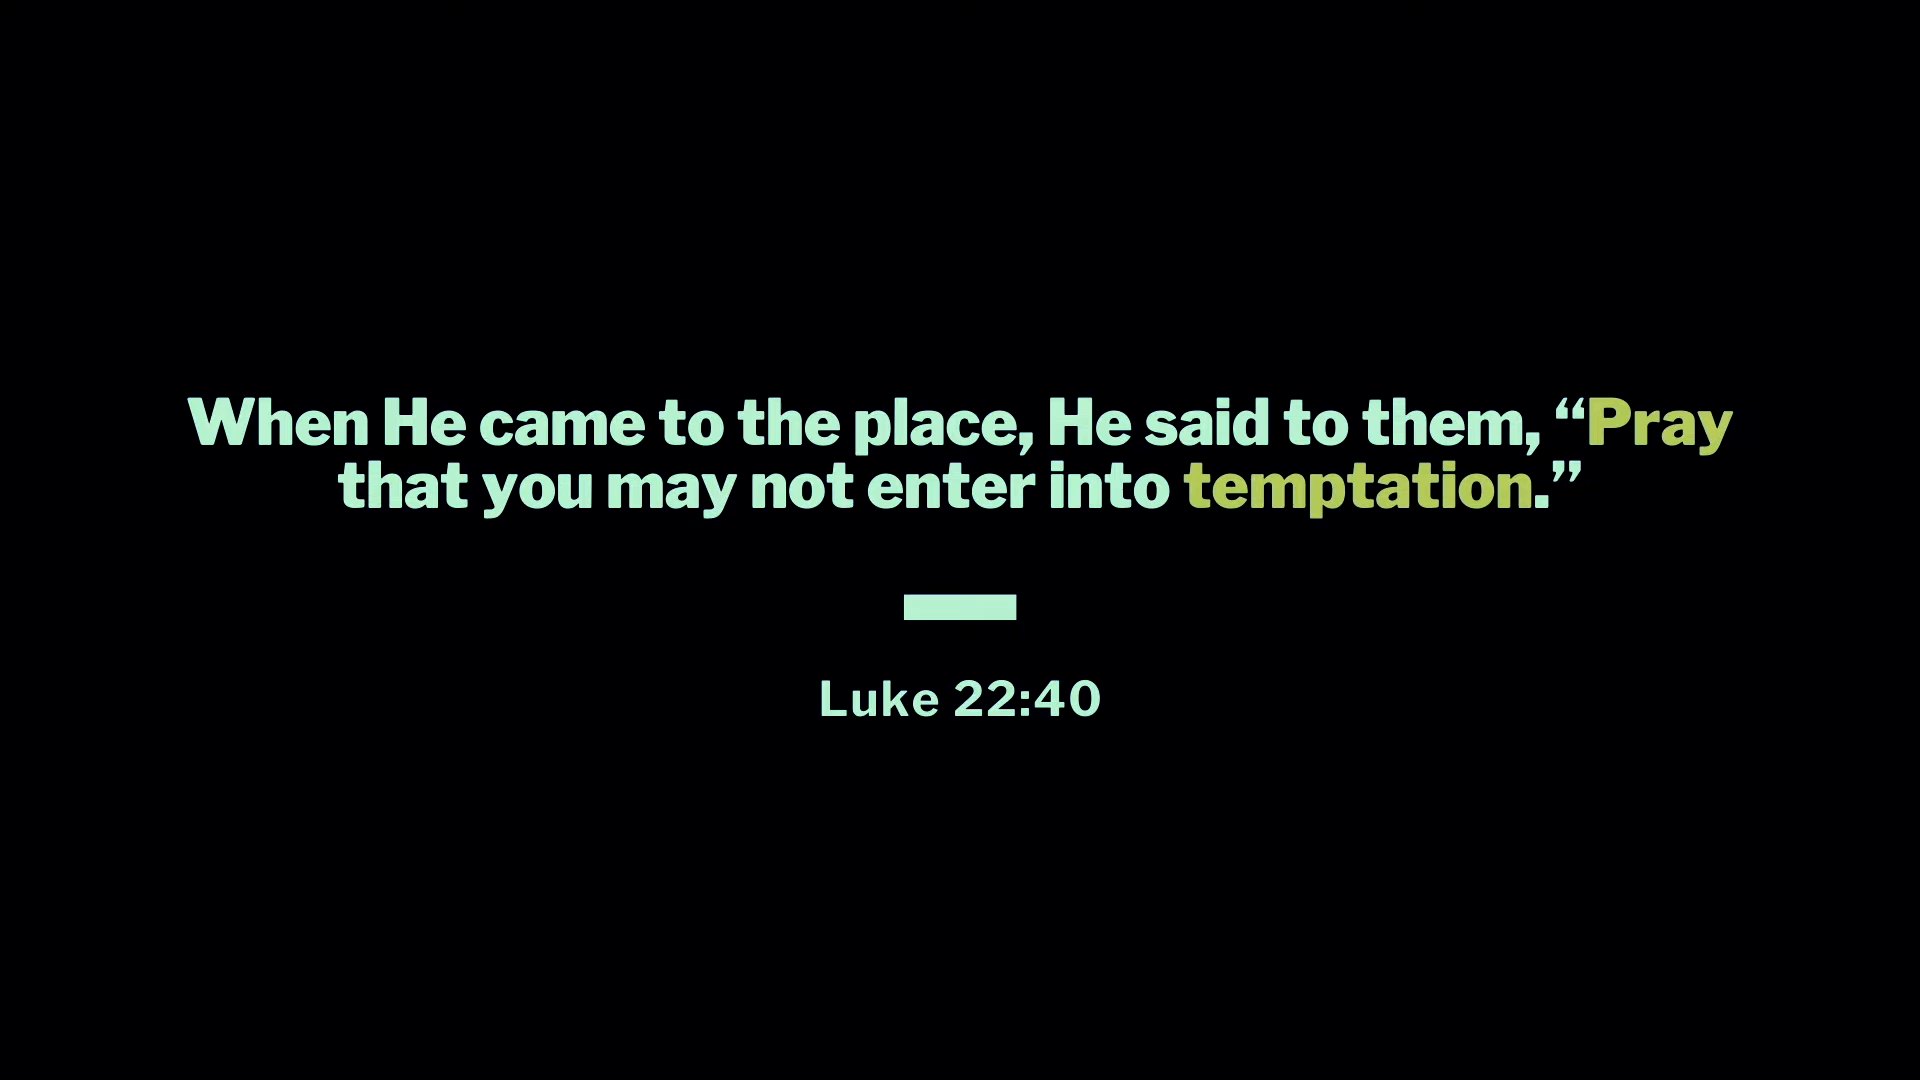 When He came to the place, He said to them, “Pray
that you may not enter into temptation.”
Luke 22:40